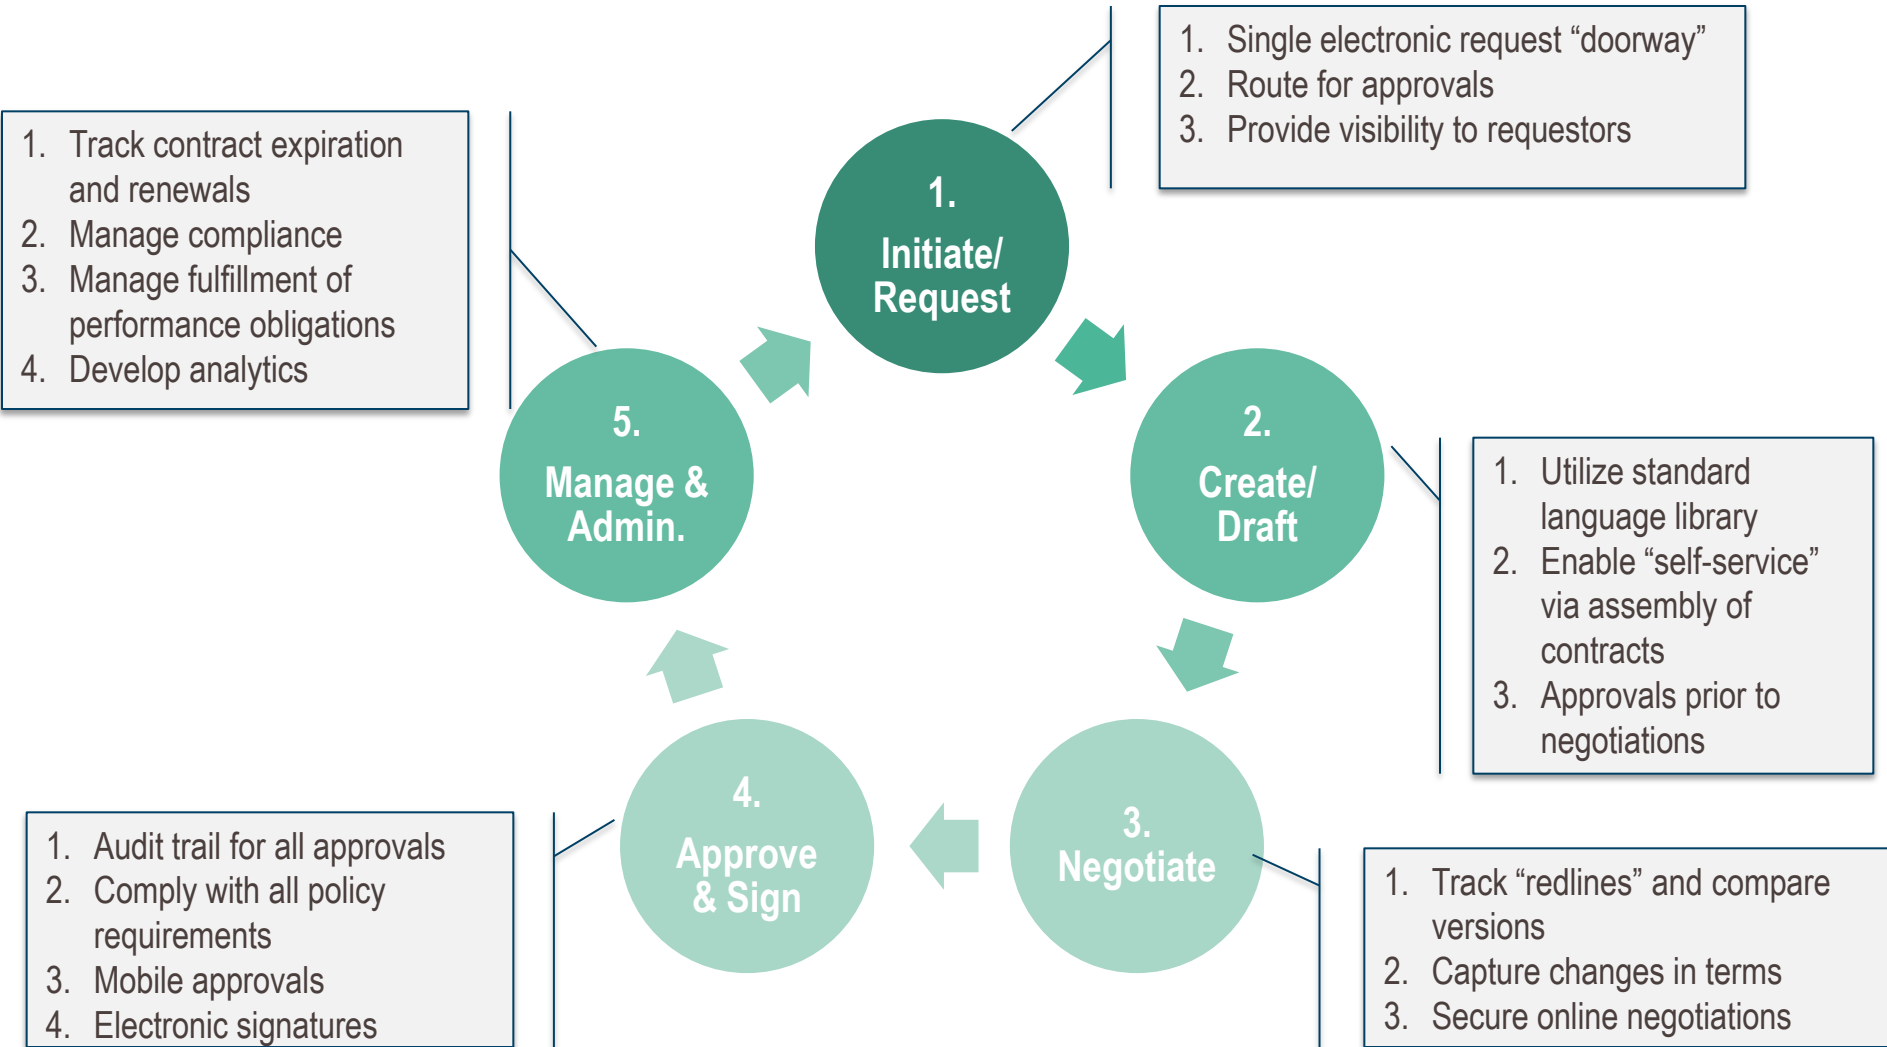 1.
Initiate/
Request
1. Single electronic request “doorway”
2. Route for approvals
3. Provide visibility to requestors
2.
Create/
Draft
1. Utilize standard
language library
2. Enable “self-service”
via assembly of
contracts
3. Approvals prior to
negotiations
3.
Negotiate
1. Track “redlines” and compare
versions
2. Capture changes in terms
3. Secure online negotiations
4.
Approve
& Sign
1. Audit trail for all approvals
2. Comply with all policy
requirements
3. Mobile approvals
4. Electronic signatures
5.
Manage &
Admin.
1. Track contract expiration
and renewals
2. Manage compliance
3. Manage fulfillment of
performance obligations
4. Develop analytics